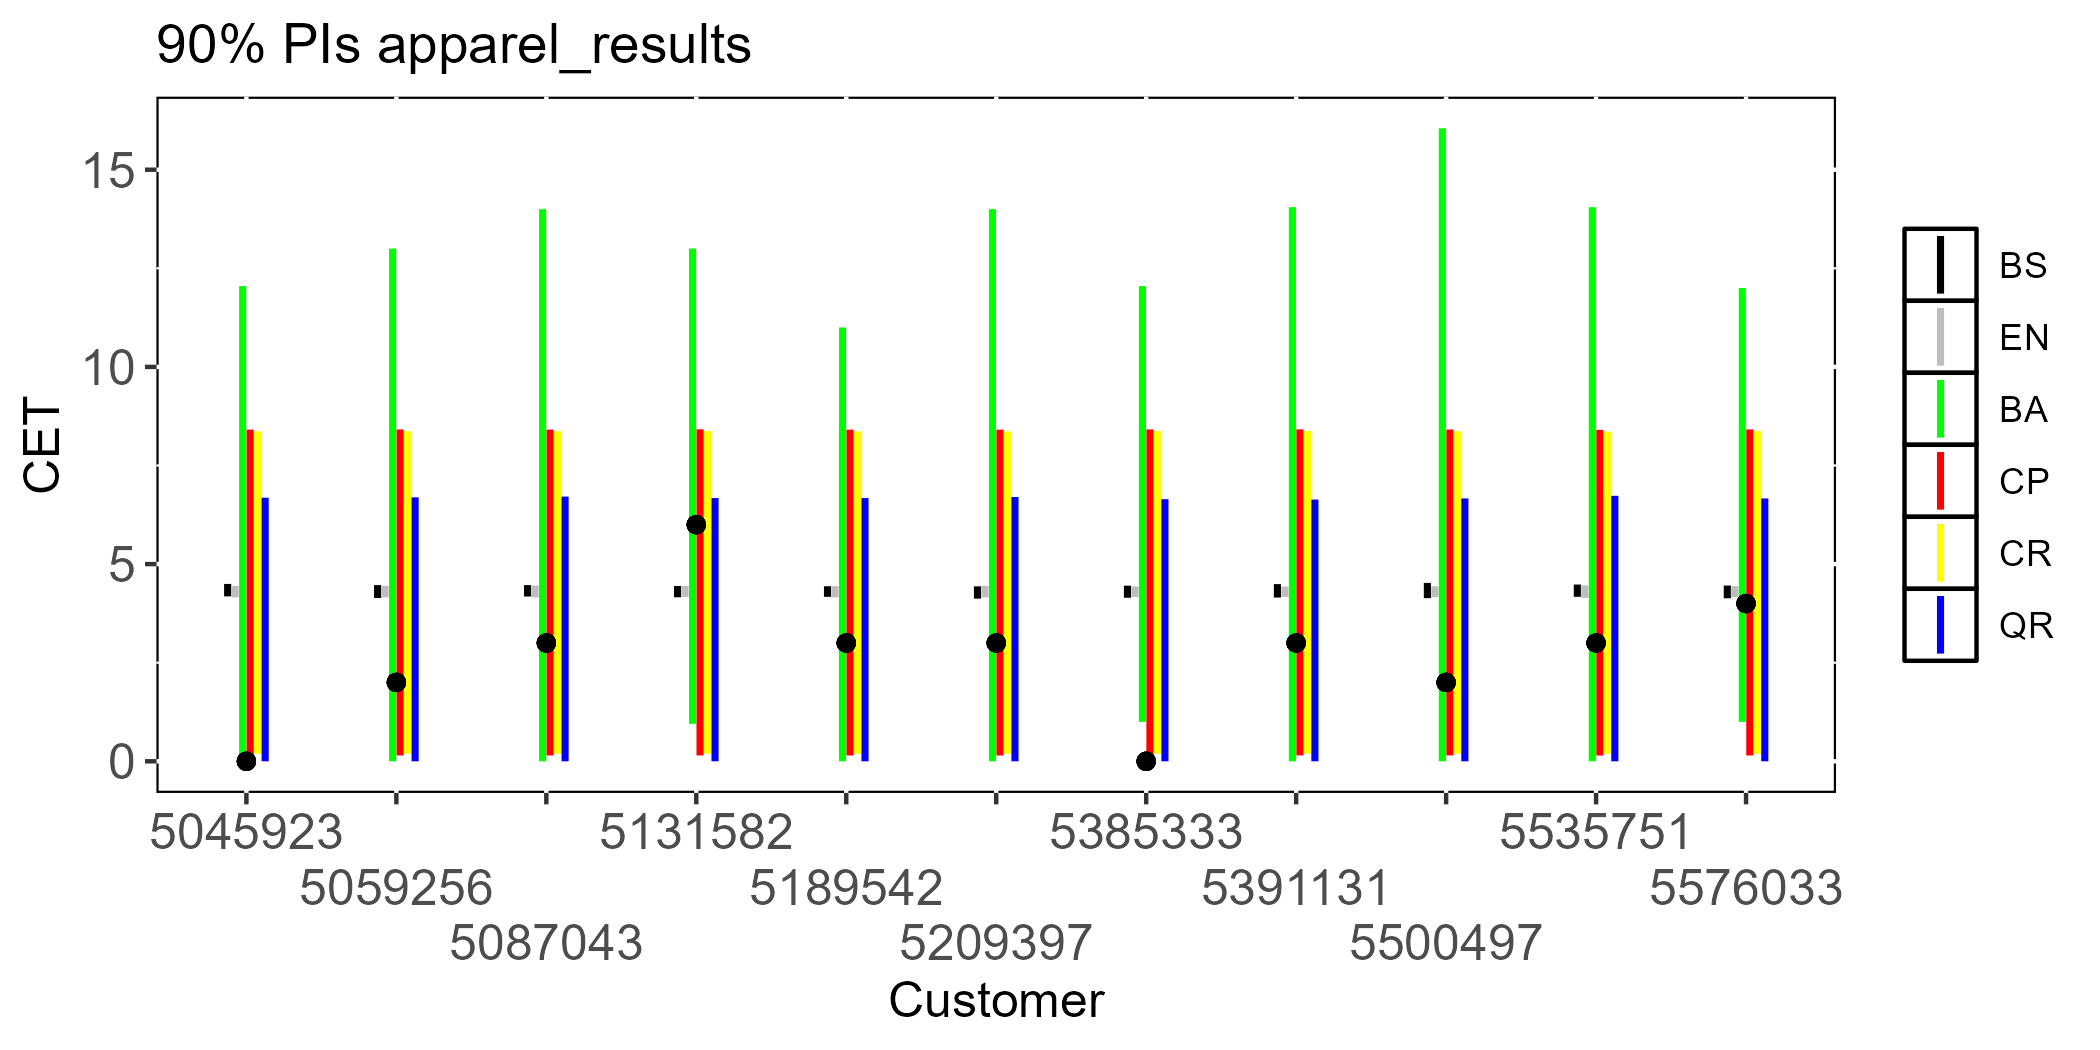 90% PIs apparel_results
CET
15
10
5
0
5045923
5131582
5385333
5535751
5059256
5189542
5391131
5576033
5087043
5209397
5500497
Customer
BS
EN
BA
CP
CR
QR